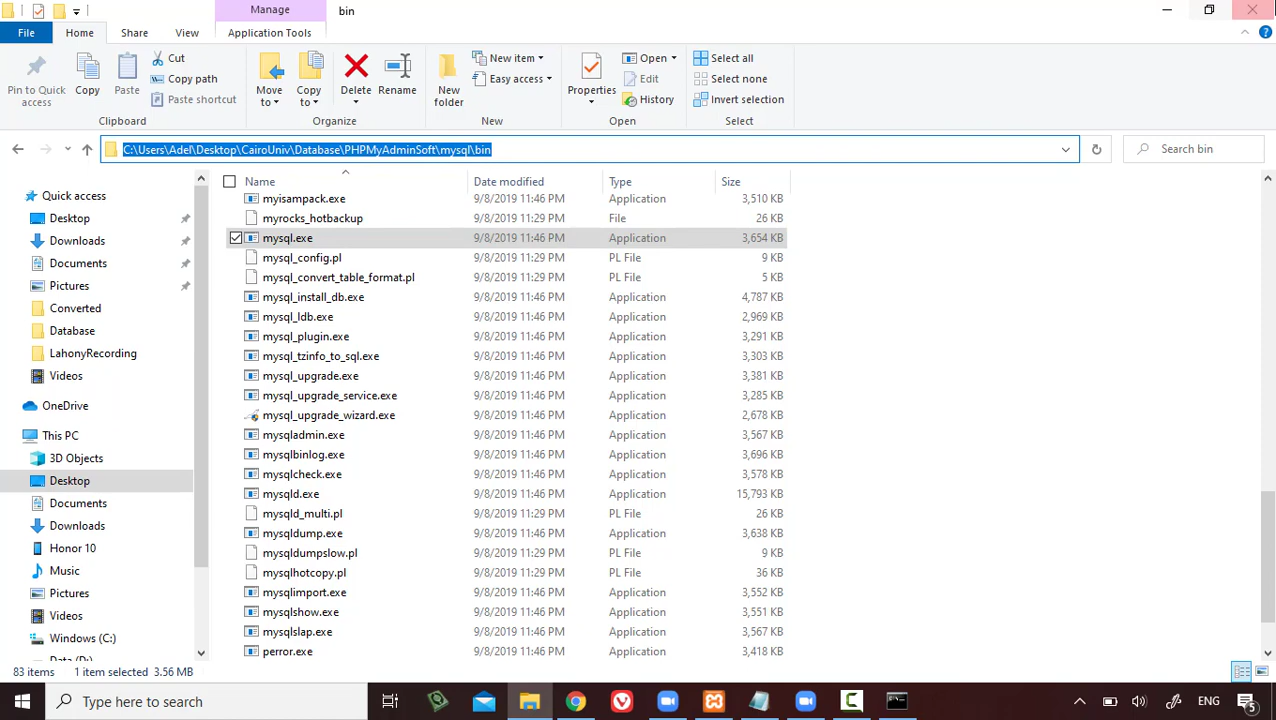 Manage
bin
File
Home
Share
View
Application Tools
Pin to Quick access
Copy
Paste
Cut
Copy path
Paste shortcut
Move to
Copy to
Delete
Rename
New folder
New item
Easy access
Properties
Open
Edit
History
Select all
Select none
Invert selection
Clipboard
Organize
New
Open
Select
C:\Users\Adel\Desktop\CairoUniv\Database\PHPMyAdminSoft\mysql\bin
Search bin
Name Date modified Type Size
myisampack.exe 9/8/2019 11:46 PM Application 3,510 KB
myrocks_hotbackup 9/8/2019 11:29 PM File 26 KB
mysql.exe 9/8/2019 11:46 PM Application 3,654 KB
mysql_config.pl 9/8/2019 11:29 PM PL File 9 KB
mysql_convert_table_format.pl 9/8/2019 11:29 PM PL File 5 KB
mysql_install_db.exe 9/8/2019 11:46 PM Application 4,787 KB
mysql_ldb.exe 9/8/2019 11:46 PM Application 2,969 KB
mysql_plugin.exe 9/8/2019 11:46 PM Application 3,291 KB
mysql_tzinfo_to_sql.exe 9/8/2019 11:46 PM Application 3,303 KB
mysql_upgrade.exe 9/8/2019 11:46 PM Application 3,381 KB
mysql_upgrade_service.exe 9/8/2019 11:46 PM Application 3,285 KB
mysql_upgrade_wizard.exe 9/8/2019 11:46 PM Application 2,678 KB
mysqladmin.exe 9/8/2019 11:46 PM Application 3,567 KB
mysqlbinlog.exe 9/8/2019 11:46 PM Application 3,696 KB
mysqlcheck.exe 9/8/2019 11:46 PM Application 3,578 KB
mysqld.exe 9/8/2019 11:46 PM Application 15,793 KB
mysqld_multi.pl 9/8/2019 11:29 PM PL File 26 KB
mysqldump.exe 9/8/2019 11:46 PM Application 3,638 KB
mysqldumpslow.pl 9/8/2019 11:29 PM PL File 9 KB
mysqlhotcopy.pl 9/8/2019 11:29 PM PL File 36 KB
mysqlimport.exe 9/8/2019 11:46 PM Application 3,552 KB
mysqlshow.exe 9/8/2019 11:46 PM Application 3,551 KB
mysqlslap.exe 9/8/2019 11:46 PM Application 3,567 KB
perror.exe 9/8/2019 11:46 PM Application 3,418 KB
Quick access
Desktop
Downloads
Documents
Pictures
Converted
Database
LahonyRecording
Videos
OneDrive
This PC
3D Objects
Desktop
Documents
Downloads
Honor 10
Music
Pictures
Videos
Windows (C:)
Data (D:)
83 items 1 item selected 3.56 MB
Type here to search
ENG
5